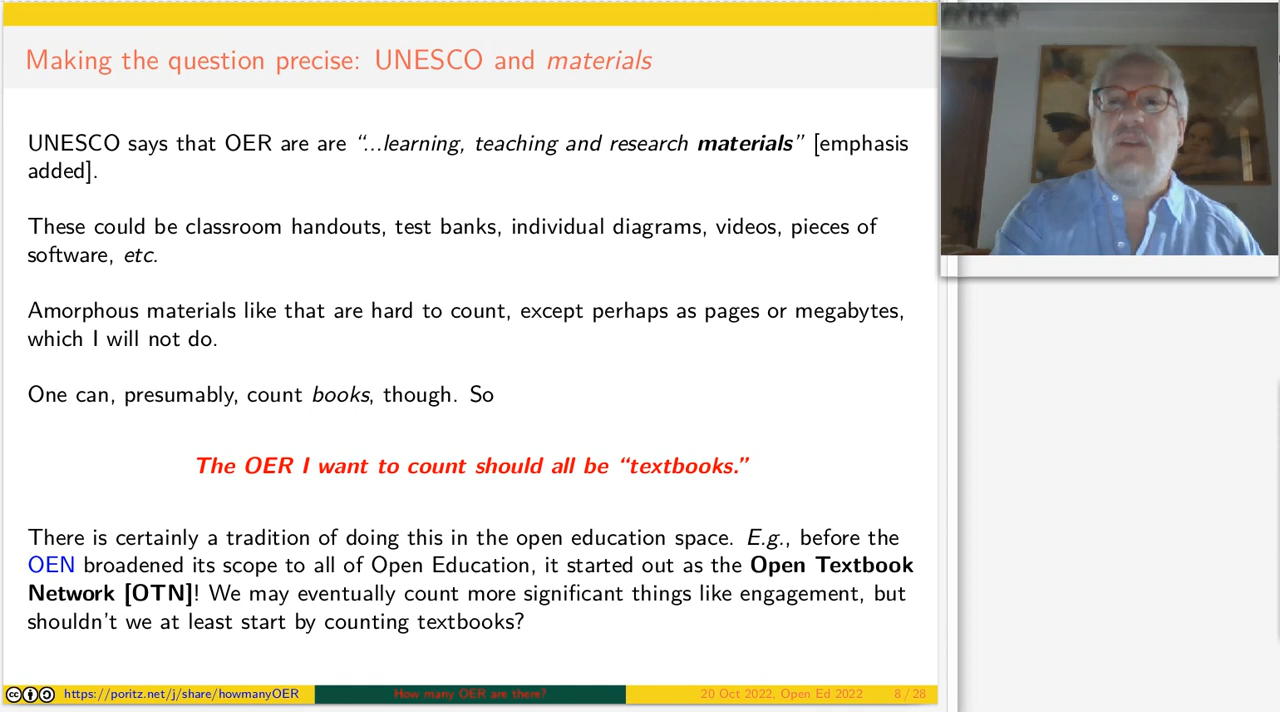 Making the question precise: UNESCO and materials
UNESCO says that OER are are “...learning, teaching and research materials” [emphasis
added].
These could be classroom handouts, test banks, individual diagrams, videos, pieces of
software, etc.
Amorphous materials like that are hard to count, except perhaps as pages or megabytes,
which I will not do.
One can, presumably, count books, though. So
The OER I want to count should all be “textbooks.”
There is certainly a tradition of doing this in the open education space. E.g., before the
OEN broadened its scope to all of Open Education, it started out as the Open Textbook
Network [OTN]! We may eventually count more significant things like engagement, but
shouldn't we at least start by counting textbooks?
https://poritz.net/j/share/howmanyOER How many OER are there? 20 Oct 2022, Open Ed 2022 8 / 28